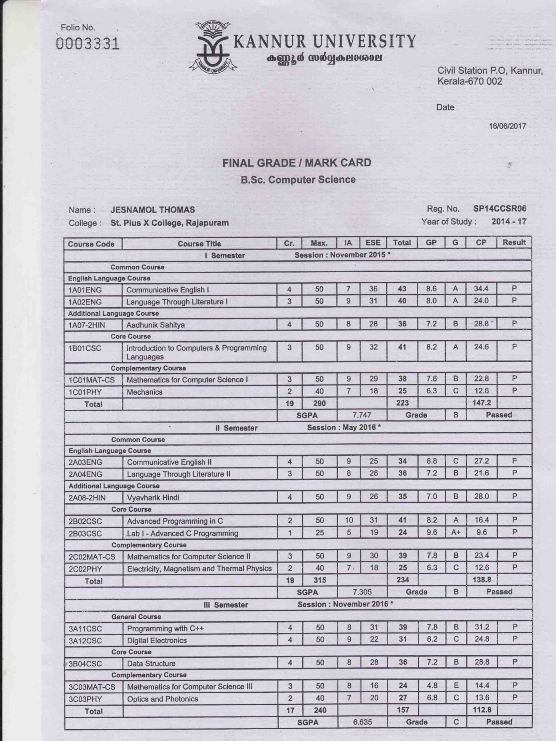 Folio No.
0003331
KANNUR UNIVERSITY
കണ്ണൂർ സർവ്വകലാശാല
Civil Station P.O, Kannur,
Kerala-670 002
Date
16/08/2017
FINAL GRADE / MARK CARD
B.Sc. Computer Science
Name : JESNAMOL THOMAS Reg. No. SP14CCSR06
College : St. Pius X College, Rajapuram Year of Study : 2014 - 17
Course Code Course Title Cr. Max. IA ESE Total GP G CP Result
I Semester Session : November 2015 *
Common Course
English Language Course
1A01ENG Communicative English I 4 50 7 36 43 8.6 A 34.4 P
1A02ENG Language Through Literature I 3 50 9 31 40 8.0 A 24.0 P
Additional Language Course
1A07-2HIN Aadhunik Sahitya 4 50 8 28 36 7.2 B 28.8 P
Core Course
1B01CSC Introduction to Computers & Programming Languages 3 50 9 32 41 8.2 A 24.6 P
Complementary Course
1C01MAT-CS Mathematics for Computer Science I 3 50 9 29 38 7.6 B 22.8 P
1C01PHY Mechanics 2 40 7 18 25 6.3 C 12.6 P
Total 19 290 223 147.2
SGPA 7.747 Grade B Passed
II Semester Session : May 2016 *
Common Course
English Language Course
2A03ENG Communicative English II 4 50 9 25 34 6.8 C 27.2 P
2A04ENG Language Through Literature II 3 50 8 28 36 7.2 B 21.6 P
Additional Language Course
2A08-2HIN Vyavharik Hindi 4 50 9 26 35 7.0 B 28.0 P
Core Course
2B02CSC Advanced Programming in C 2 50 10 31 41 8.2 A 16.4 P
2B03CSC Lab I - Advanced C Programming 1 25 5 19 24 9.6 A+ 9.6 P
Complementary Course
2C02MAT-CS Mathematics for Computer Science II 3 50 9 30 39 7.8 B 23.4 P
2C02PHY Electricity, Magnetism and Thermal Physics 2 40 7 18 25 6.3 C 12.6 P
Total 19 315 234 138.8
SGPA 7.305 Grade B Passed
III Semester Session : November 2016 *
General Course
3A11CSC Programming with C++ 4 50 8 31 39 7.8 B 31.2 P
3A12CSC Digital Electronics 4 50 9 22 31 6.2 C 24.8 P
Core Course
3B04CSC Data Structure 4 50 8 28 36 7.2 B 28.8 P
Complementary Course
3C03MAT-CS Mathematics for Computer Science III 3 50 8 16 24 4.8 E 14.4 P
3C03PHY Optics and Photonics 2 40 7 20 27 6.8 C 13.6 P
Total 17 240 157 112.8
SGPA 6.635 Grade C Passed